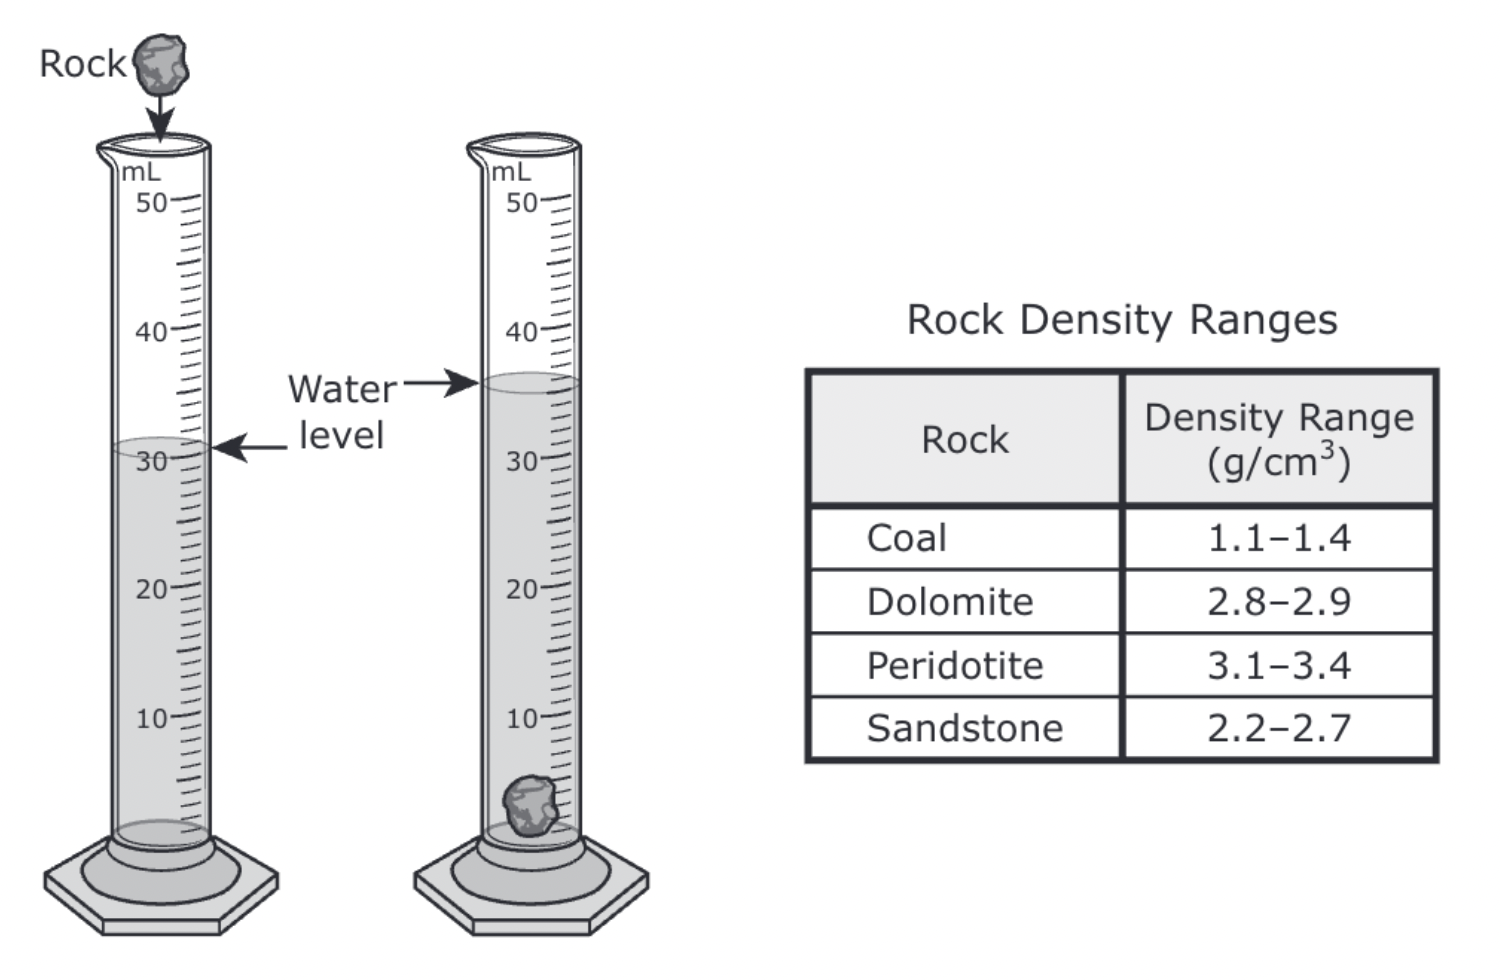 Rock
mL
50
40
30
20
10
Water
level
mL
50
40
30
20
10
Rock Density Ranges
Rock
Density Range
(g/cm³)
Coal
1.1–1.4
Dolomite
2.8–2.9
Peridotite
3.1–3.4
Sandstone
2.2–2.7